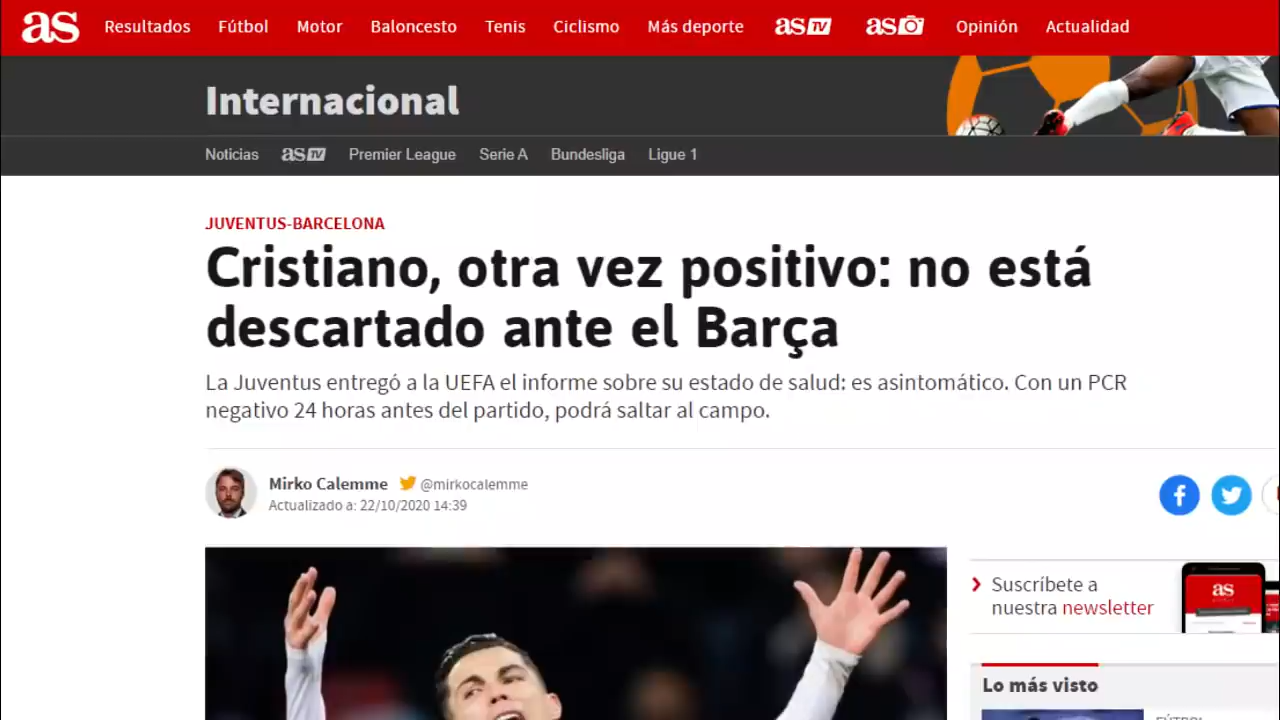 as Resultados Fútbol Motor Baloncesto Tenis Ciclismo Más deporte as TV as Opinión Actualidad
Internacional
Noticias as TV Premier League Serie A Bundesliga Ligue 1
JUVENTUS-BARCELONA
Cristiano, otra vez positivo: no está
descartado ante el Barça
La Juventus entregó a la UEFA el informe sobre su estado de salud: es asintomático. Con un PCR
negativo 24 horas antes del partido, podrá saltar al campo.
Mirko Calemme @mirkocalemme
Actualizado a: 22/10/2020 14:39
Suscríbete a
nuestra newsletter
as
Lo más visto
FÚTBOL